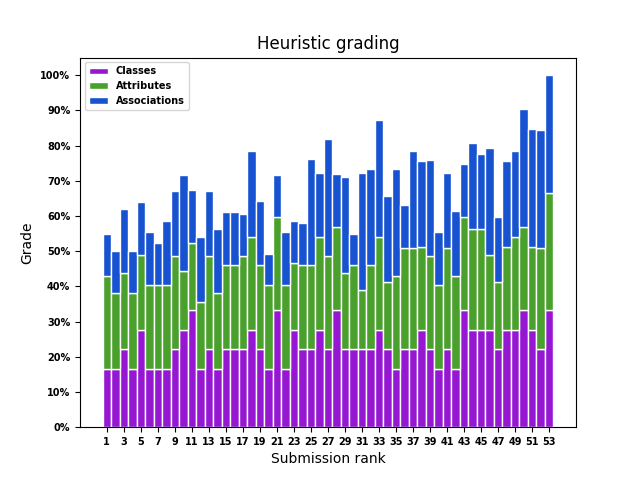 Heuristic grading
Classes
Attributes
Associations
100%
90%
80%
70%
60%
50%
40%
30%
20%
10%
0%
Grade
1 3 5 7 9 11 13 15 17 19 21 23 25 27 29 31 33 35 37 39 41 43 45 47 49 51 53
Submission rank